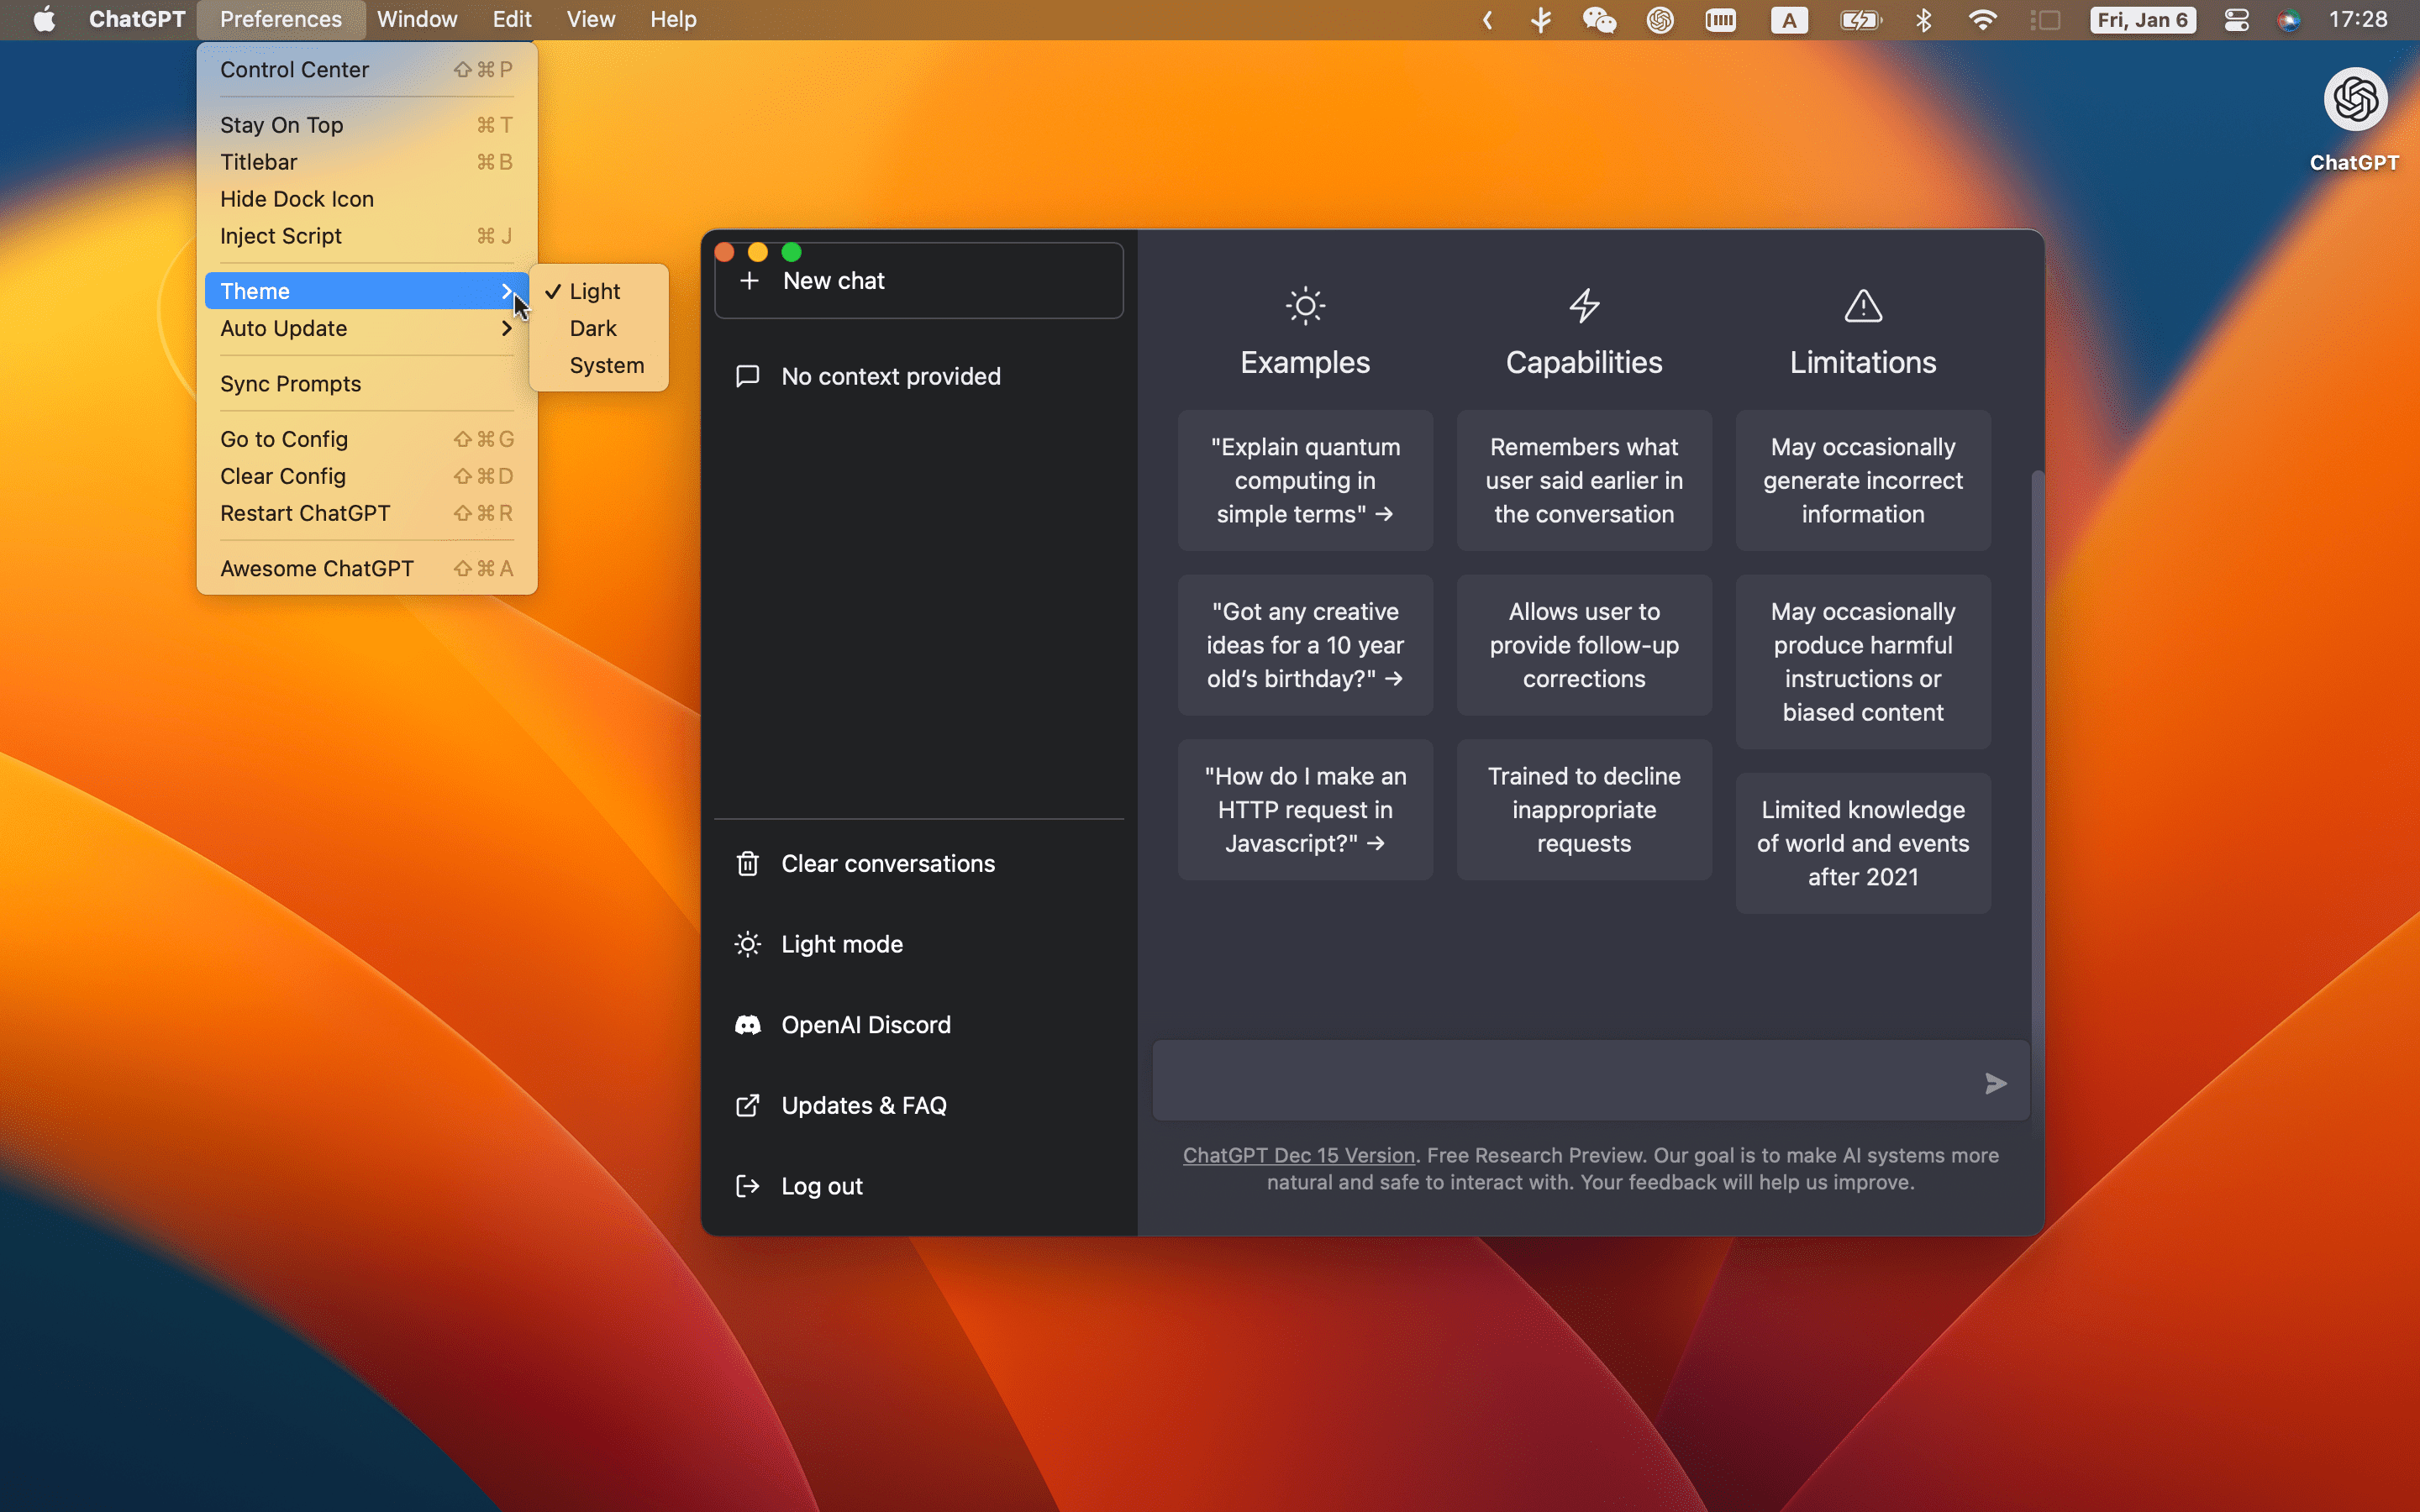 ChatGPT Preferences Window Edit View Help
A
Fri, Jan 6
17:28
ChatGPT
Control Center ⇧⌘P
Stay On Top ⌘T
Titlebar ⌘B
Hide Dock Icon
Inject Script ⌘J
Theme
Auto Update
Sync Prompts
Go to Config ⇧⌘G
Clear Config ⇧⌘D
Restart ChatGPT ⇧⌘R
Awesome ChatGPT ⇧⌘A
✓ Light
Dark
System
+ New chat
No context provided
Clear conversations
Light mode
OpenAI Discord
Updates & FAQ
Log out
Examples
"Explain quantum
computing in
simple terms" →
"Got any creative
ideas for a 10 year
old’s birthday?" →
"How do I make an
HTTP request in
Javascript?" →
Capabilities
Remembers what
user said earlier in
the conversation
Allows user to
provide follow-up
corrections
Trained to decline
inappropriate
requests
Limitations
May occasionally
generate incorrect
information
May occasionally
produce harmful
instructions or
biased content
Limited knowledge
of world and events
after 2021
ChatGPT Dec 15 Version. Free Research Preview. Our goal is to make AI systems more
natural and safe to interact with. Your feedback will help us improve.